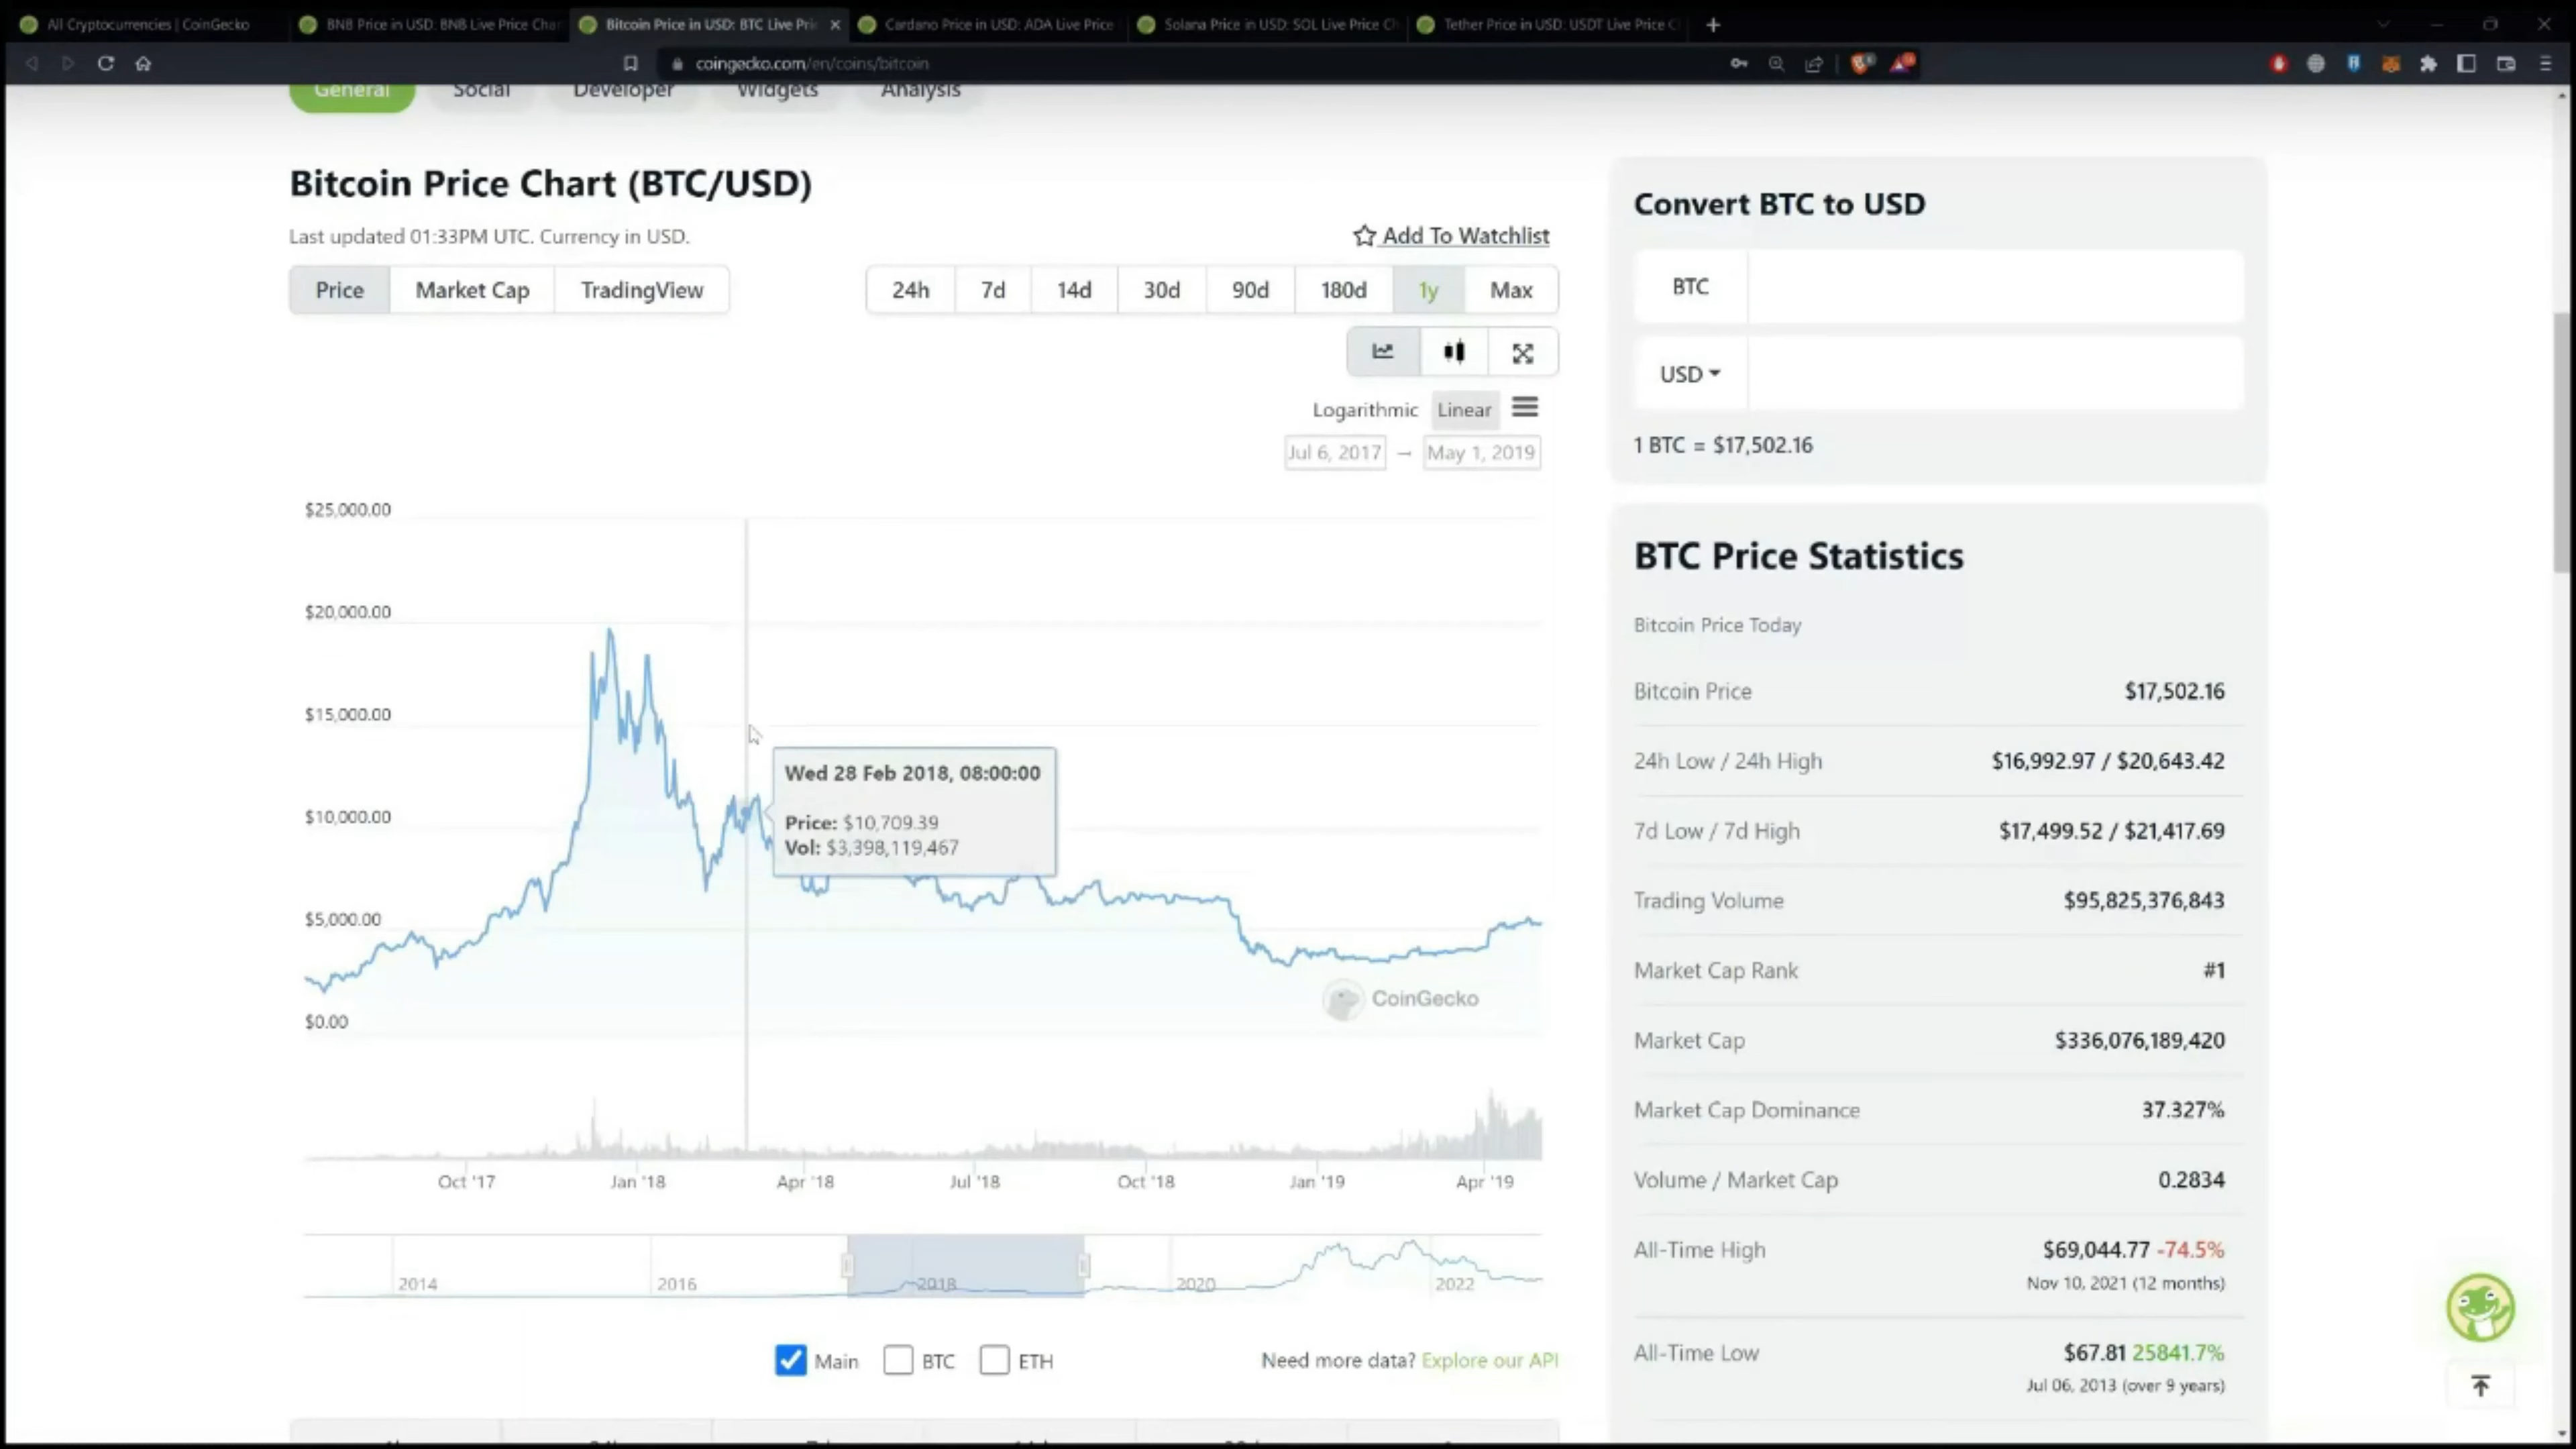 All Cryptocurrencies | CoinGecko
BNB Price in USD: BNB Live Price Cha
Bitcoin Price in USD: BTC Live Pri
Cardano Price in USD: ADA Live Price
Solana Price in USD: SOL Live Price Ch
Tether Price in USD: USDT Live Price C
coingecko.com/en/coins/bitcoin
General Social Developer Widgets Analysis
Bitcoin Price Chart (BTC/USD)
Last updated 01:33PM UTC. Currency in USD.
Add To Watchlist
Price Market Cap TradingView
24h 7d 14d 30d 90d 180d 1y Max
Logarithmic Linear
Jul 6, 2017 → May 1, 2019
$25,000.00
$20,000.00
$15,000.00
$10,000.00
$5,000.00
$0.00
Wed 28 Feb 2018, 08:00:00
Price: $10,709.39
Vol: $3,398,119,467
CoinGecko
Oct '17 Jan '18 Apr '18 Jul '18 Oct '18 Jan '19 Apr '19
2014 2016 2018 2020 2022
Main BTC ETH
Need more data? Explore our API
Convert BTC to USD
BTC
USD
1 BTC = $17,502.16
BTC Price Statistics
Bitcoin Price Today
Bitcoin Price $17,502.16
24h Low / 24h High $16,992.97 / $20,643.42
7d Low / 7d High $17,499.52 / $21,417.69
Trading Volume $95,825,376,843
Market Cap Rank #1
Market Cap $336,076,189,420
Market Cap Dominance 37.327%
Volume / Market Cap 0.2834
All-Time High $69,044.77 -74.5%
Nov 10, 2021 (12 months)
All-Time Low $67.81 25841.7%
Jul 06, 2013 (over 9 years)